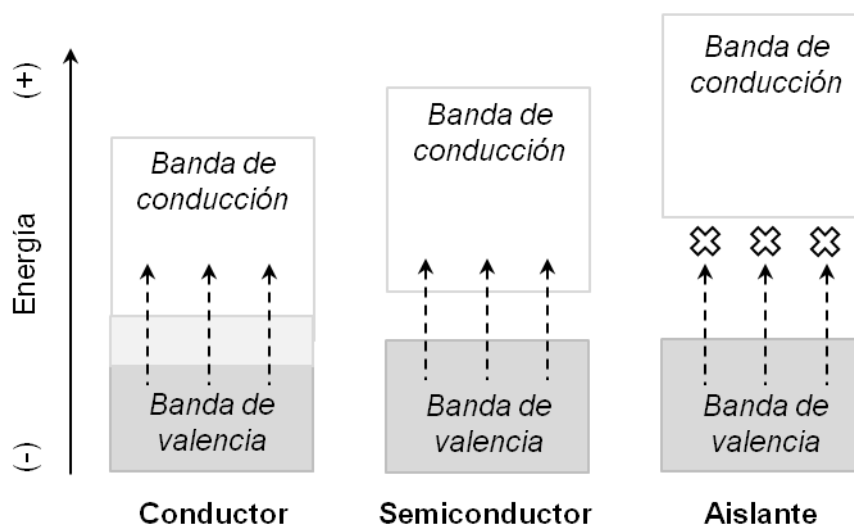 (+)
Energía
(-)
Banda de
conducción
Banda de
valencia
Conductor
Banda de
conducción
Banda de
valencia
Semiconductor
Banda de
conducción
Banda de
valencia
Aislante